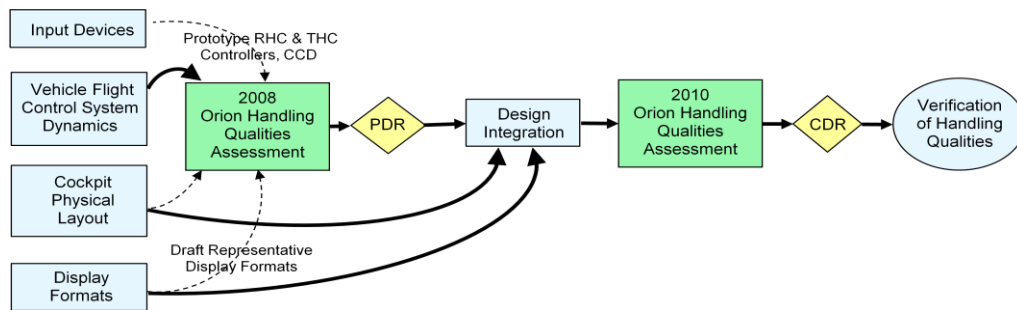 Input Devices
Prototype RHC & THC
Controllers, CCD
Vehicle Flight
Control System
Dynamics
2008
Orion Handling
Qualities
Assessment
PDR
Design
Integration
2010
Orion Handling
Qualities
Assessment
CDR
Verification
of Handling
Qualities
Cockpit
Physical
Layout
Draft Representative
Display Formats
Display
Formats